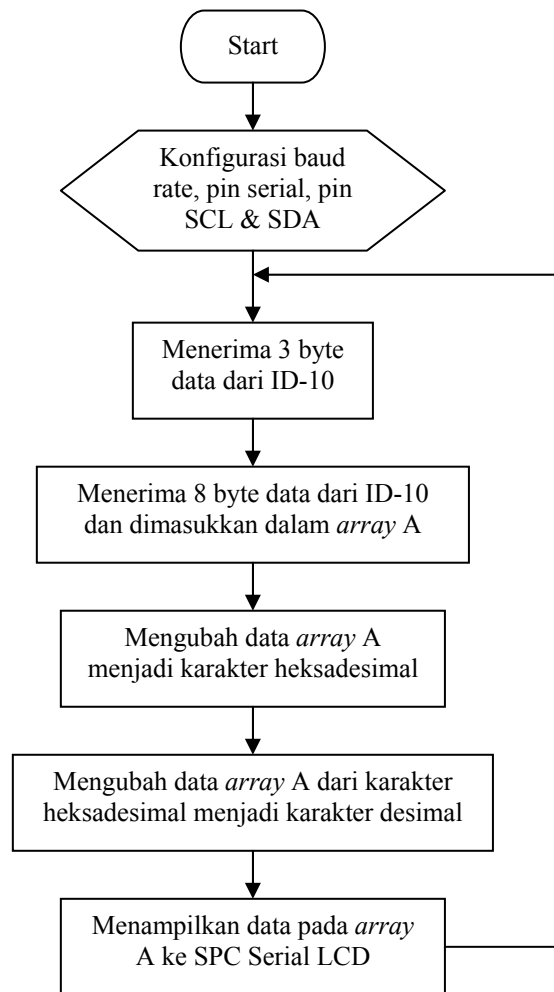 Start
Konfigurasi baud
rate, pin serial, pin
SCL & SDA
Menerima 3 byte
data dari ID-10
Menerima 8 byte data dari ID-10
dan dimasukkan dalam array A
Mengubah data array A
menjadi karakter heksadesimal
Mengubah data array A dari karakter
heksadesimal menjadi karakter desimal
Menampilkan data pada array
A ke SPC Serial LCD